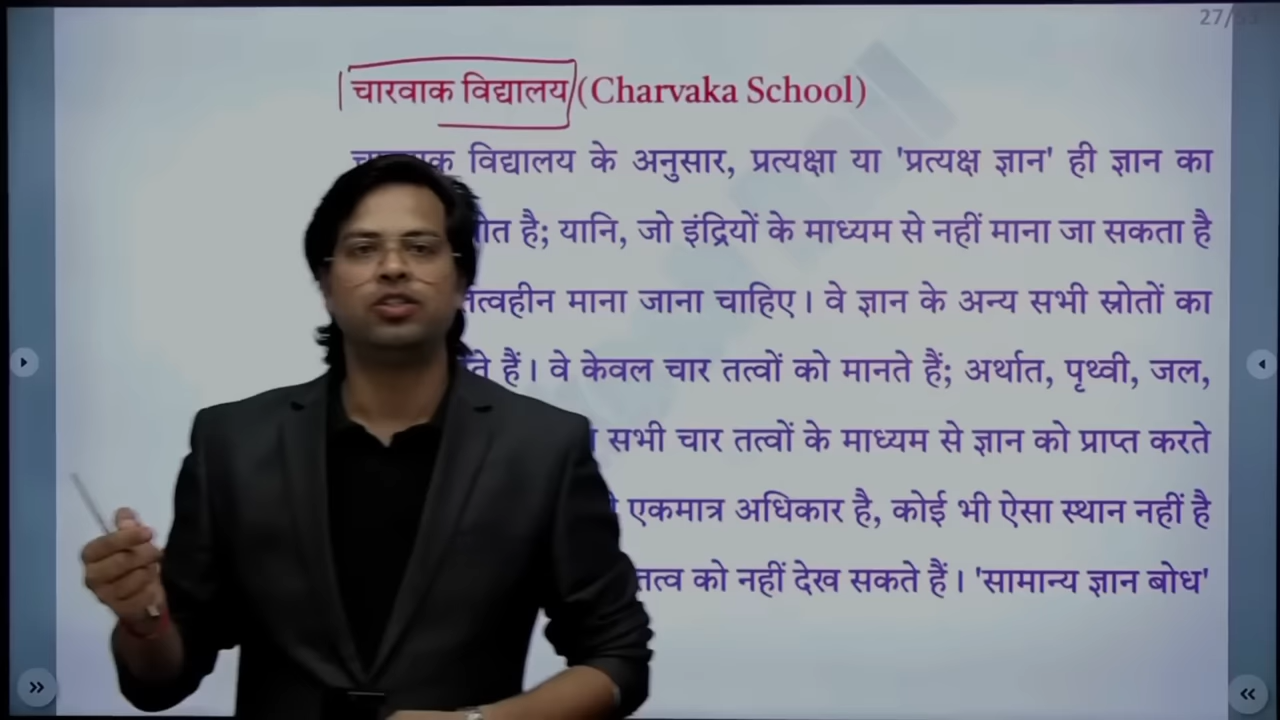 27/
चारवाक विद्यालय (Charvaka School)
विद्यालय के अनुसार, प्रत्यक्षा या 'प्रत्यक्ष ज्ञान' ही ज्ञान का
है; यानि, जो इंद्रियों के माध्यम से नहीं माना जा सकता है
माना जाना चाहिए। वे ज्ञान के अन्य सभी स्रोतों का
हैं। वे केवल चार तत्वों को मानते हैं; अर्थात, पृथ्वी, जल,
सभी चार तत्वों के माध्यम से ज्ञान को प्राप्त करते
एकमात्र अधिकार है, कोई भी ऐसा स्थान नहीं है
तत्व को नहीं देख सकते हैं। 'सामान्य ज्ञान बोध'